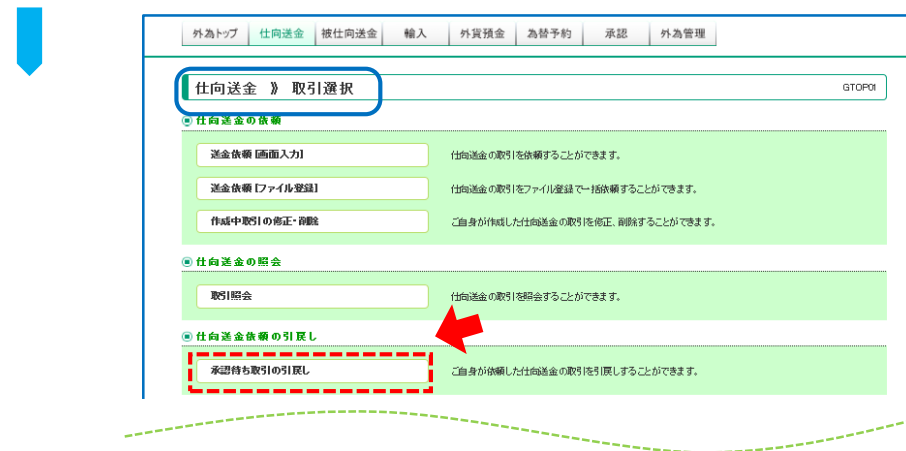 外為トップ 仕向送金 被仕向送金 輸入 外貨預金 為替予約 承認 外為管理
仕向送金 》 取引選択 GTOP01
仕向送金の依頼
送金依頼[画面入力] 仕向送金の取引を依頼することができます。
送金依頼[ファイル登録] 仕向送金の取引をファイル登録で一括依頼することができます。
作成中取引の修正・削除 ご自身が作成した仕向送金の取引を修正、削除することができます。
仕向送金の照会
取引照会 仕向送金の取引を照会することができます。
仕向送金依頼の引戻し
承認待ち取引の引戻し ご自身が依頼した仕向送金の取引を引戻しすることができます。